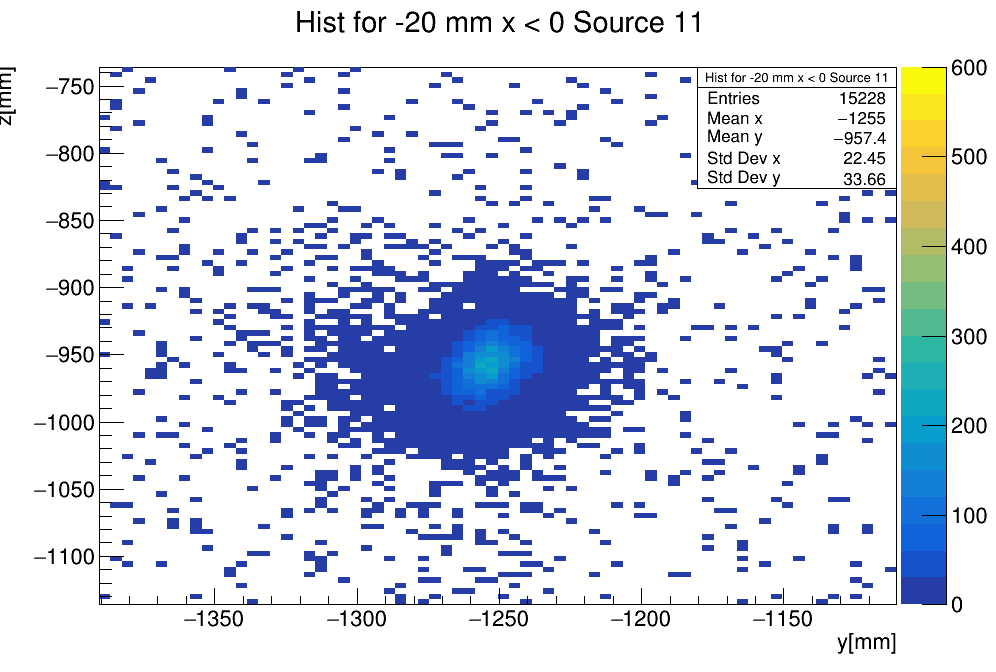 Hist for -20 mm x < 0 Source 11
z[mm]
−750
−800
−850
−900
−950
−1000
−1050
−1100
Hist for -20 mm x < 0 Source 11
Entries 15228
Mean x −1255
Mean y −957.4
Std Dev x 22.45
Std Dev y 33.66
600
500
400
300
200
100
0
−1350 −1300 −1250 −1200 −1150
y[mm]